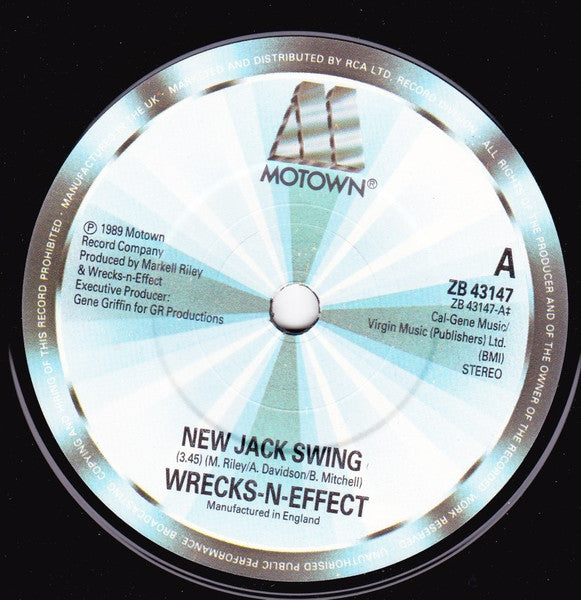 MANUFACTURED IN THE UK · MARKETED AND DISTRIBUTED BY RCA LTD. RECORD DIVISION. ALL RIGHTS OF THE PRODUCER AND OF THE OWNER OF THE RECORDED WORK RESERVED. UNAUTHORISED PUBLIC PERFORMANCE, BROADCASTING, COPYING AND HIRING OF THIS RECORD PROHIBITED ·
MOTOWN®
℗ 1989 Motown
Record Company
Produced by Markell Riley
& Wrecks-n-Effect
Executive Producer:
Gene Griffin for GR Productions
A
ZB 43147
ZB 43147-A‡
Cal-Gene Music/
Virgin Music (Publishers) Ltd.
(BMI)
STEREO
NEW JACK SWING
(3.45) (M. Riley/A. Davidson/B. Mitchell)
WRECKS-N-EFFECT
Manufactured in England